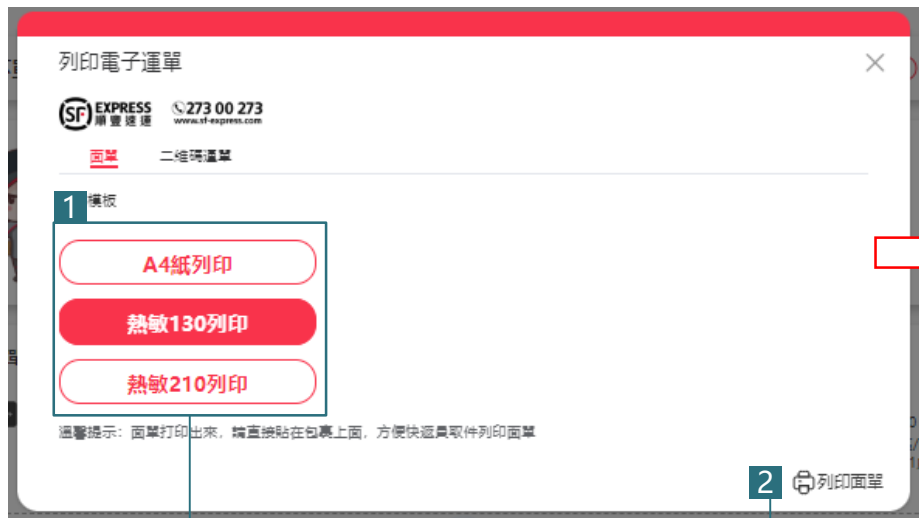 列印電子運單
SF EXPRESS 順豐速運
273 00 273
www.sf-express.com
面單 二维碼運單
1 模板
A4紙列印
熱敏130列印
熱敏210列印
溫馨提示：面單打印出來，請直接貼在包裹上面，方便快遞員取件列印面單
2 列印面單